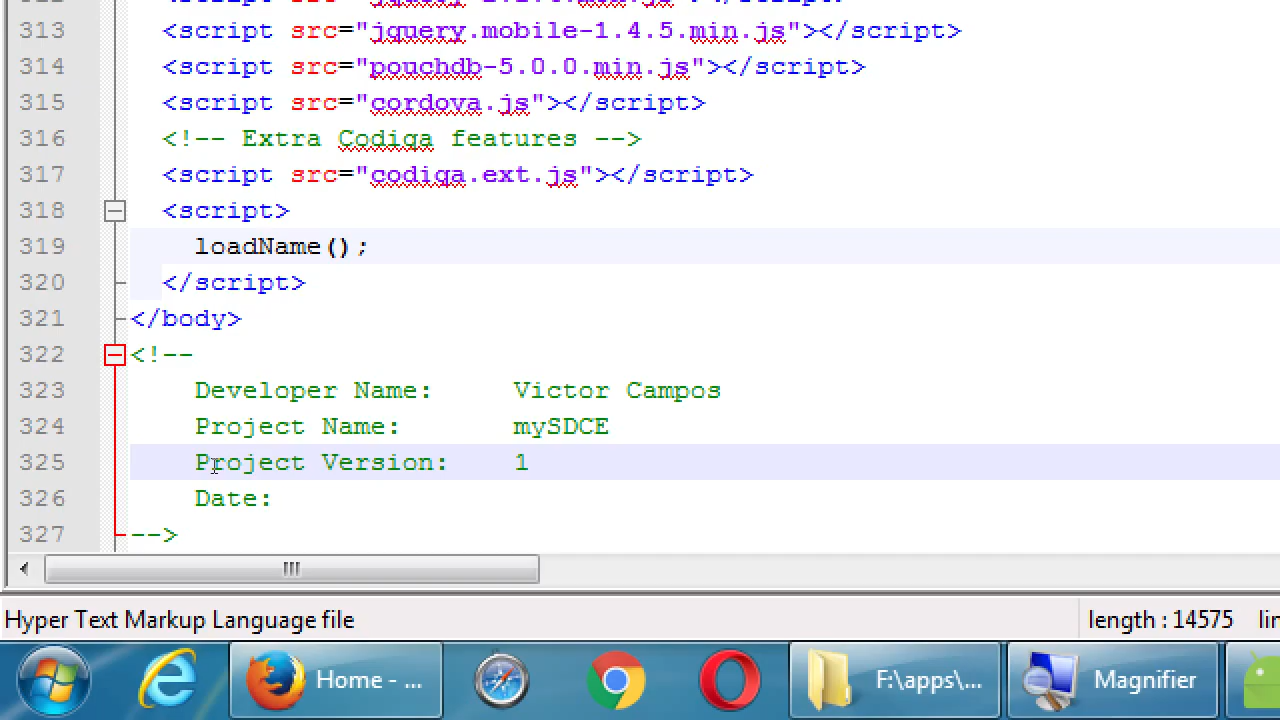 313 <script src="jquery.mobile-1.4.5.min.js"></script>
314 <script src="pouchdb-5.0.0.min.js"></script>
315 <script src="cordova.js"></script>
316 <!-- Extra Codiqa features -->
317 <script src="codiqa.ext.js"></script>
318 <script>
319 loadName();
320 </script>
321 </body>
322 <!--
323 Developer Name: Victor Campos
324 Project Name: mySDCE
325 Project Version: 1
326 Date:
327 -->
Hyper Text Markup Language file length : 14575
Home - ... F:\apps\... Magnifier